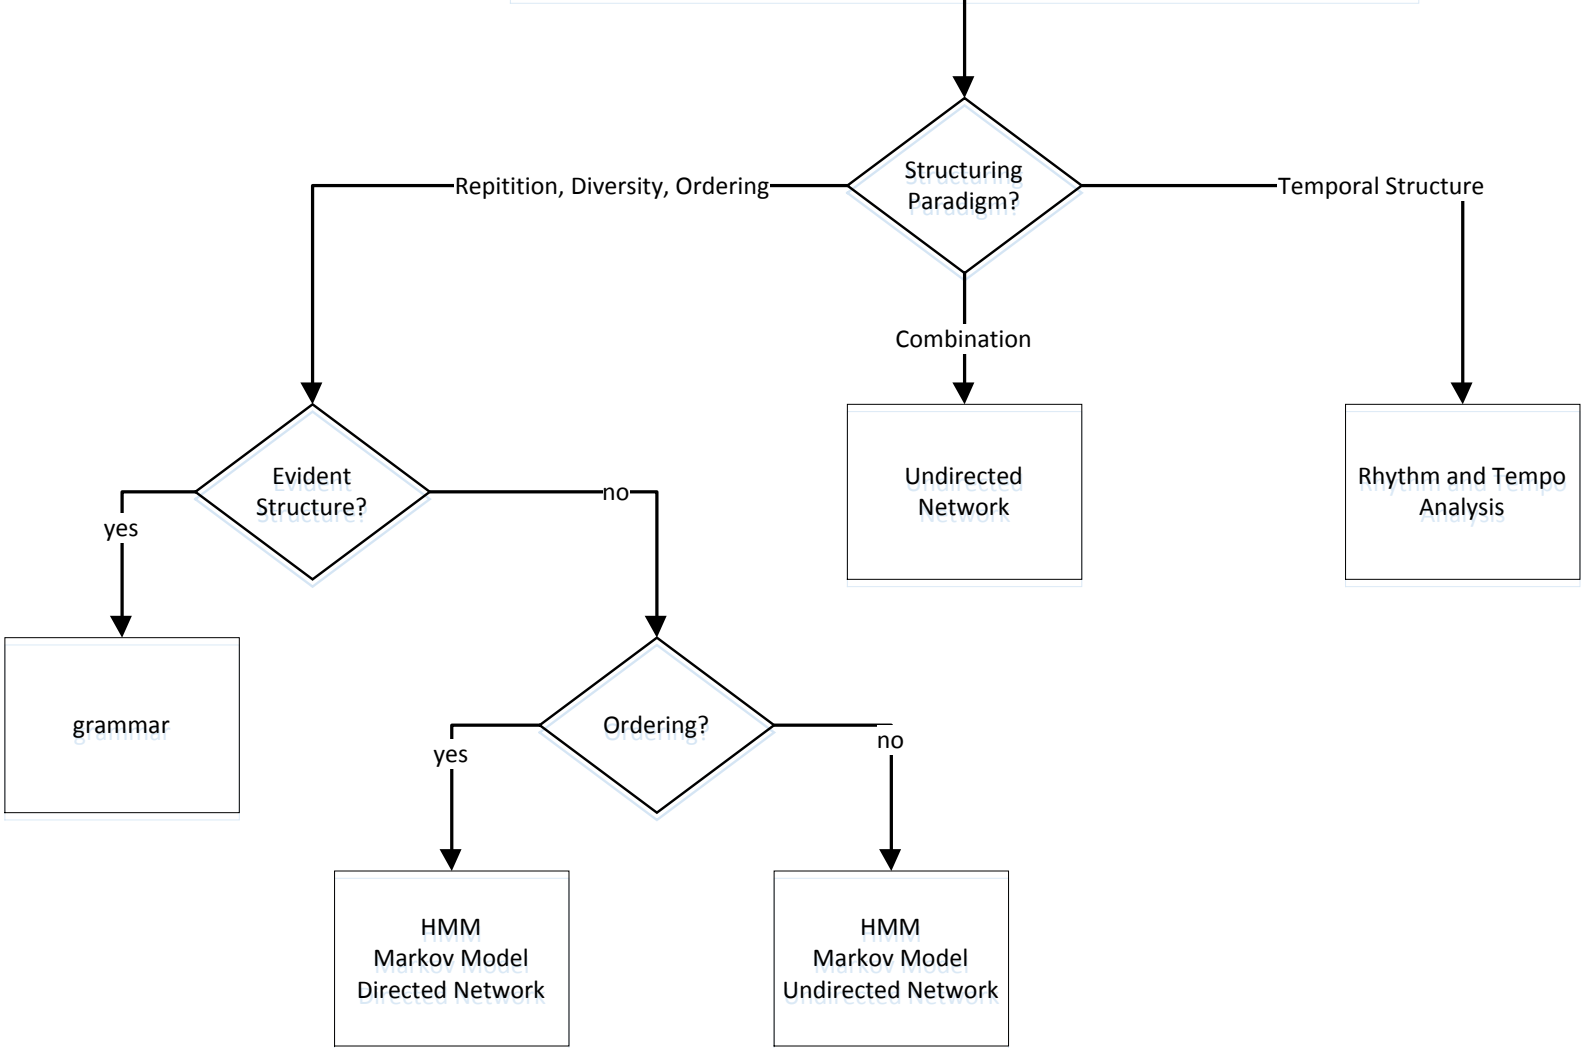 Structuring
Paradigm?
Repitition, Diversity, Ordering
Temporal Structure
Combination
Evident
Structure?
Undirected
Network
Rhythm and Tempo
Analysis
yes
no
grammar
Ordering?
yes
no
HMM
Markov Model
Directed Network
HMM
Markov Model
Undirected Network